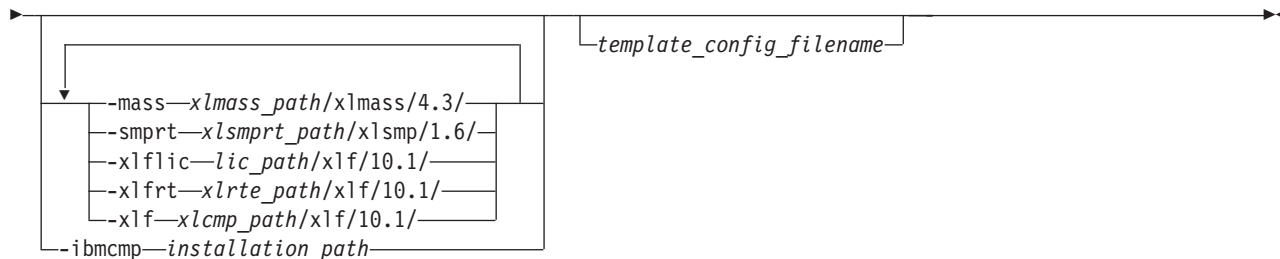 template_config_filename
-mass xlmass_path/xlmass/4.3/
-smprt xlsmprt_path/xlsmp/1.6/
-xlflic lic_path/xlf/10.1/
-xlfrt xlrte_path/xlf/10.1/
-xlf xlcmp_path/xlf/10.1/
-ibmcmp installation path